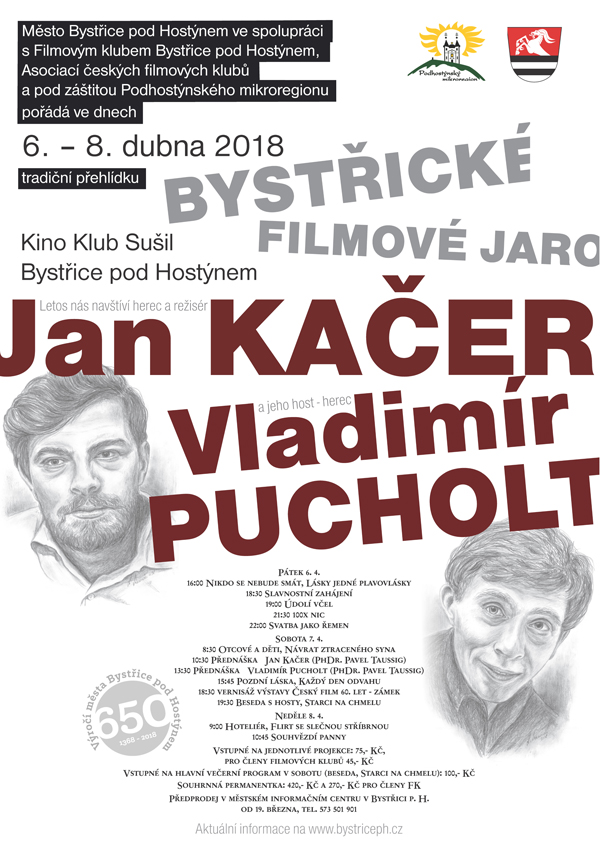 Město Bystřice pod Hostýnem ve spolupráci
s Filmovým klubem Bystřice pod Hostýnem,
Asociací českých filmových klubů
a pod záštitou Podhostýnského mikroregionu
pořádá ve dnech
6. – 8. dubna 2018
tradiční přehlídku
Podhostýnský
mikroregion
BYSTŘICKÉ
FILMOVÉ JARO
Kino Klub Sušil
Bystřice pod Hostýnem
Letos nás navštíví herec a režisér
Jan KAČER
a jeho host - herec
Vladimír
PUCHOLT
Pátek 6. 4.
16:00 Nikdo se nebude smát, Lásky jedné plavovlásky
18:30 Slavnostní zahájení
19:00 Údolí včel
21:30 100x nic
22:00 Svatba jako řemen
Sobota 7. 4.
8:30 Otcové a děti, Návrat ztraceného syna
10:30 Přednáška Jan Kačer (PhDr. Pavel Taussig)
13:30 Přednáška Vladimír Pucholt (PhDr. Pavel Taussig)
15:45 Pozdní láska, Každý den odvahu
18:30 vernisáž výstavy Český film 60. let - zámek
19:30 Beseda s hosty, Starci na chmelu
Neděle 8. 4.
9:00 Hoteliér, Flirt se slečnou stříbrnou
10:45 Souhvězdí panny
Vstupné na jednotlivé projekce: 75,- Kč,
pro členy filmových klubů 45,- Kč
Vstupné na hlavní večerní program v sobotu (beseda, Starci na chmelu): 100,- Kč
Souhrnná permanentka: 420,- Kč a 270,- Kč pro členy FK
Předprodej v městském informačním centru v Bystřici p. H.
od 19. března, tel. 573 501 901
Výročí města Bystřice pod Hostýnem
650
1368 - 2018
Aktuální informace na www.bystriceph.cz